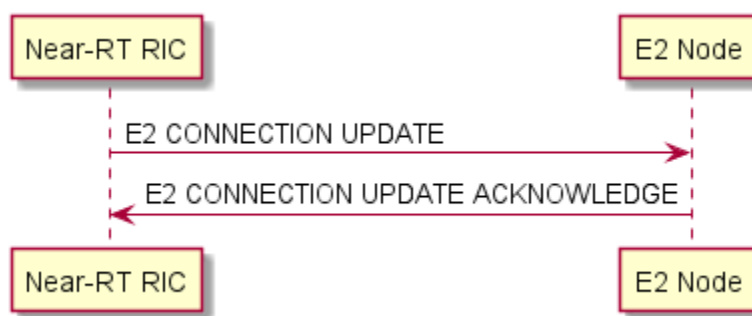 Near-RT RIC
E2 Node
E2 CONNECTION UPDATE
E2 CONNECTION UPDATE ACKNOWLEDGE
Near-RT RIC
E2 Node